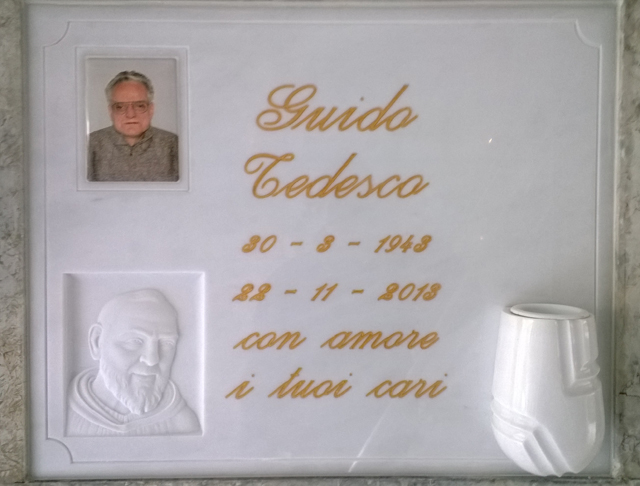 Guido
Tedesco
30 - 3 - 1943
22 - 11 - 2013
con amore
i tuoi cari